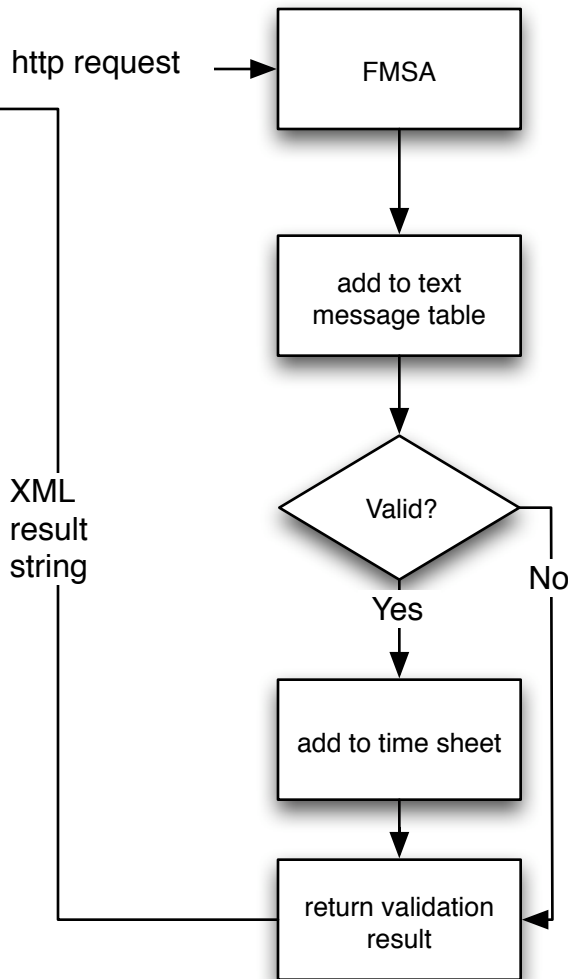 http request
FMSA
add to text
message table
Valid?
XML
result
string
No
Yes
add to time sheet
return validation
result